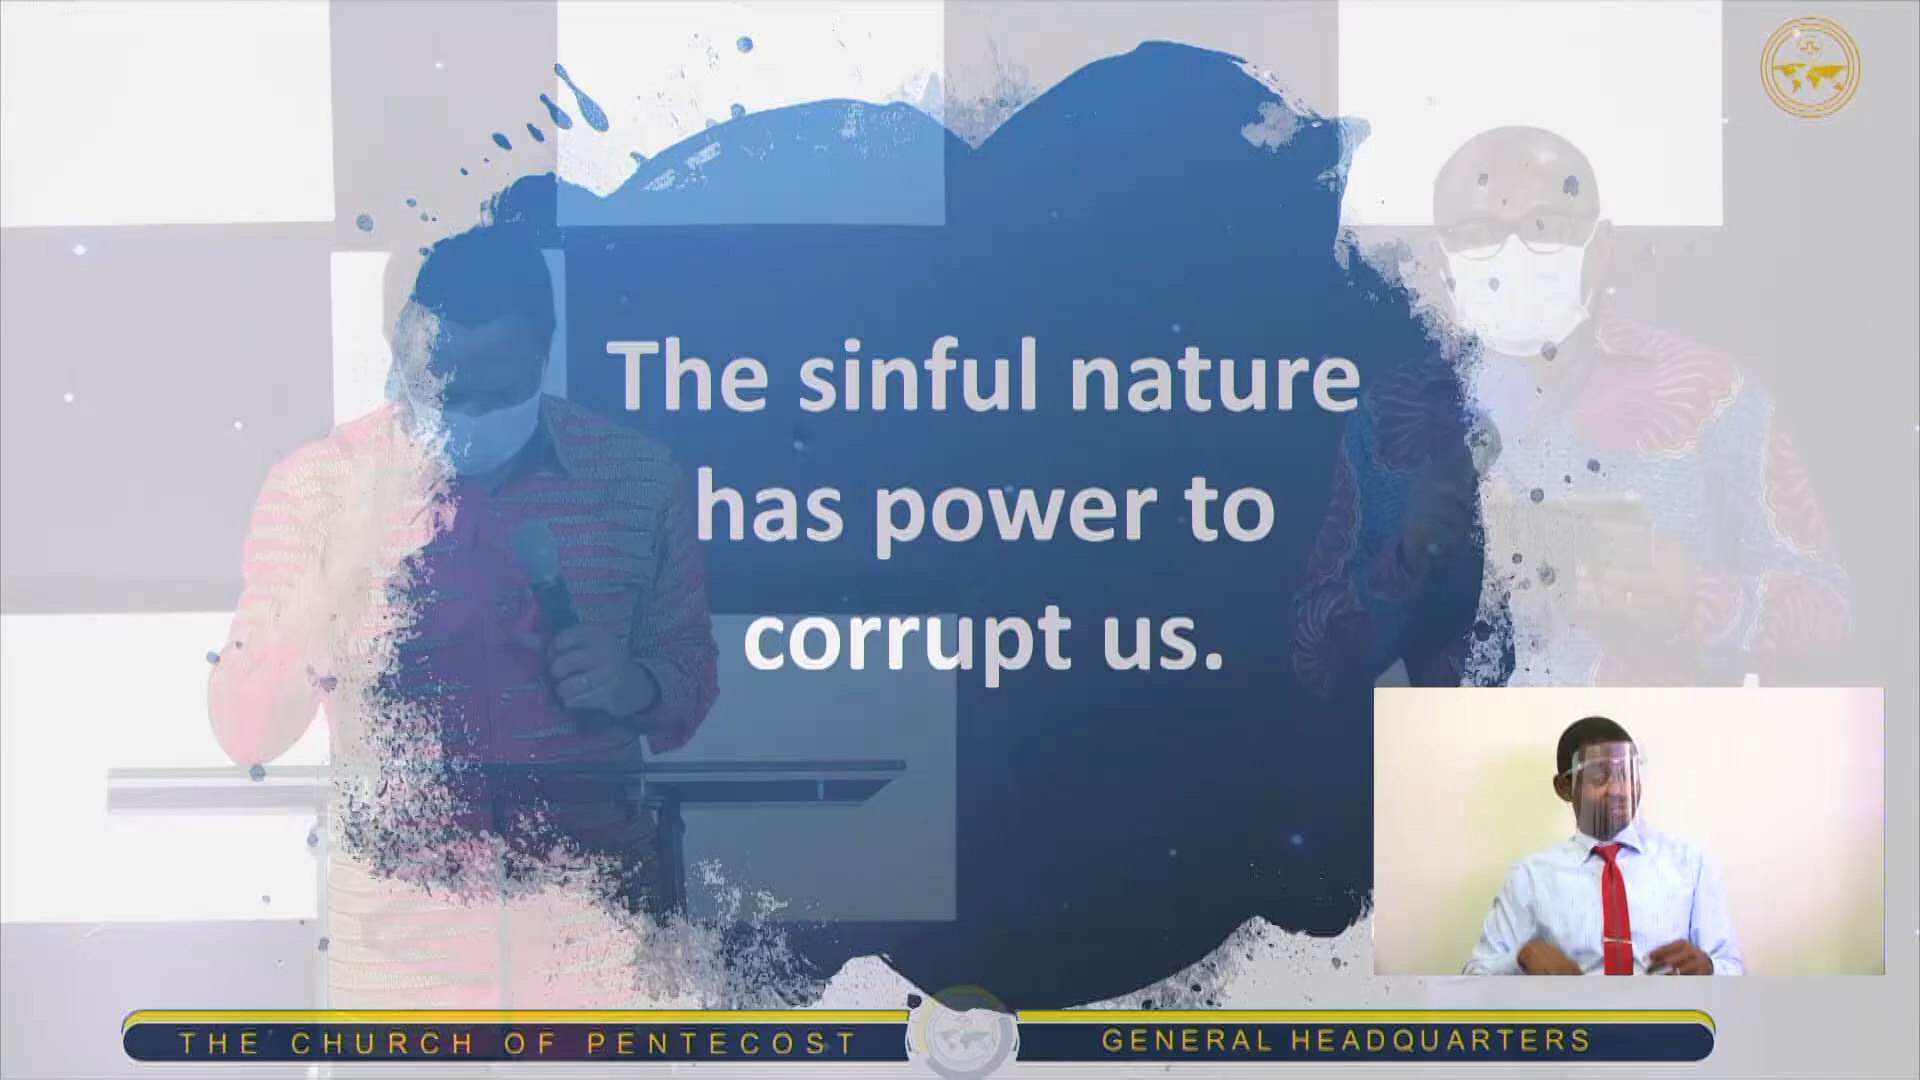 The sinful nature
has power to
corrupt us.
THE CHURCH OF PENTECOST
GENERAL HEADQUARTERS